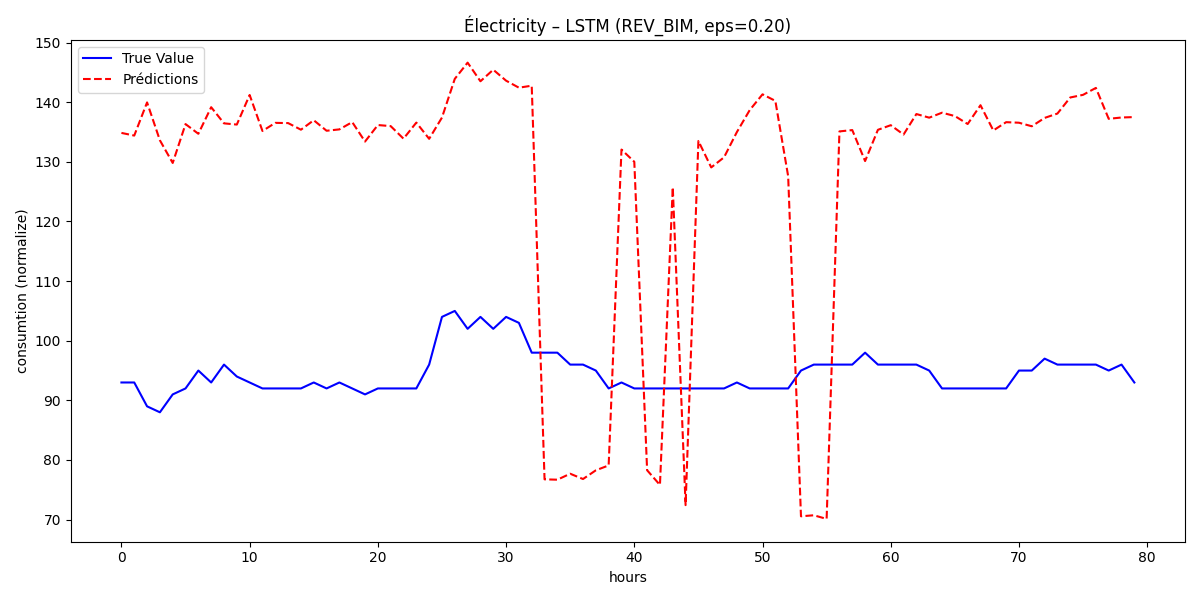 Électricity – LSTM (REV_BIM, eps=0.20)
True Value
Prédictions
consumtion (normalize)
150
140
130
120
110
100
90
80
70
0 10 20 30 40 50 60 70 80
hours